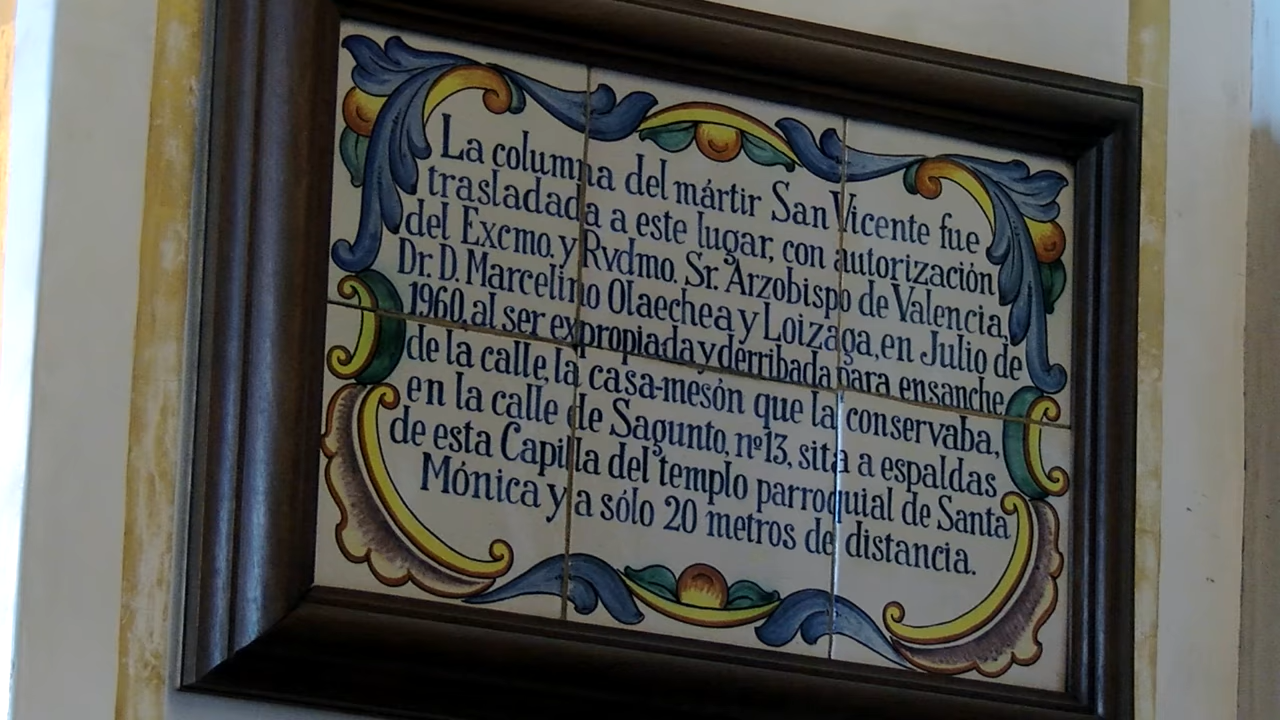 La columna del mártir San Vicente fue
trasladada a este lugar, con autorización
del Excmo. y Rvdmo. Sr. Arzobispo de Valencia,
Dr. D. Marcelino Olaechea y Loizaga, en Julio de
1960, al ser expropiada y derribada para ensanche
de la calle, la casa-mesón que la conservaba,
en la calle de Sagunto, nº 13, sita a espaldas
de esta Capilla del templo parroquial de Santa
Mónica y a sólo 20 metros de distancia.